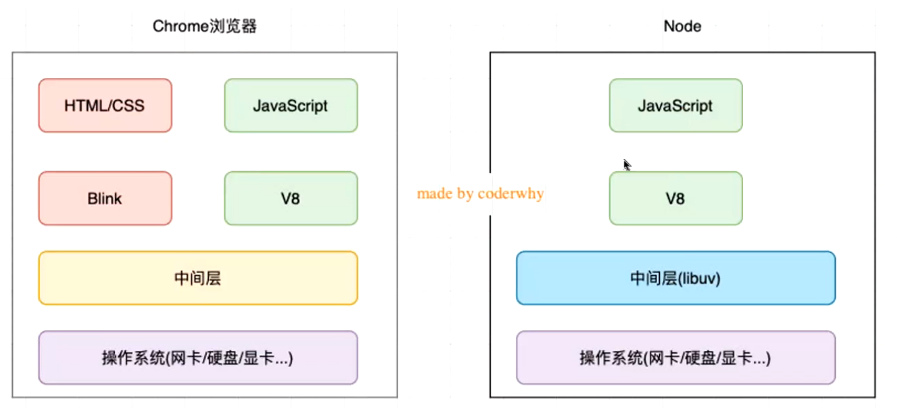 Chrome浏览器
Node
HTML/CSS
JavaScript
JavaScript
Blink
V8
made by coderwhy
V8
中间层
中间层(libuv)
操作系统(网卡/硬盘/显卡...)
操作系统(网卡/硬盘/显卡...)